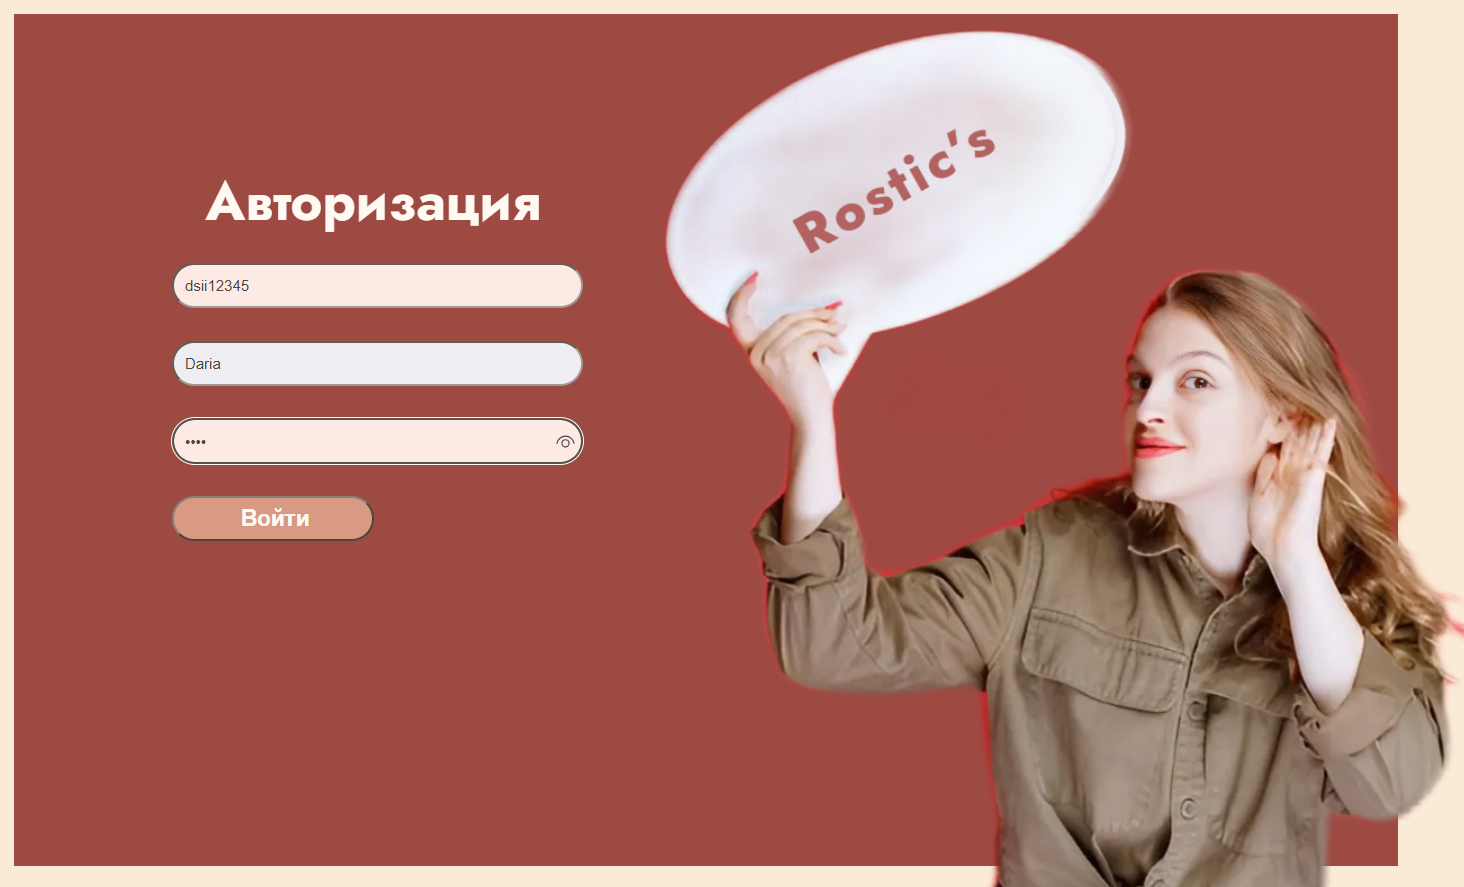 Rostic's
Авторизация
dsii12345
Daria
••••
Войти